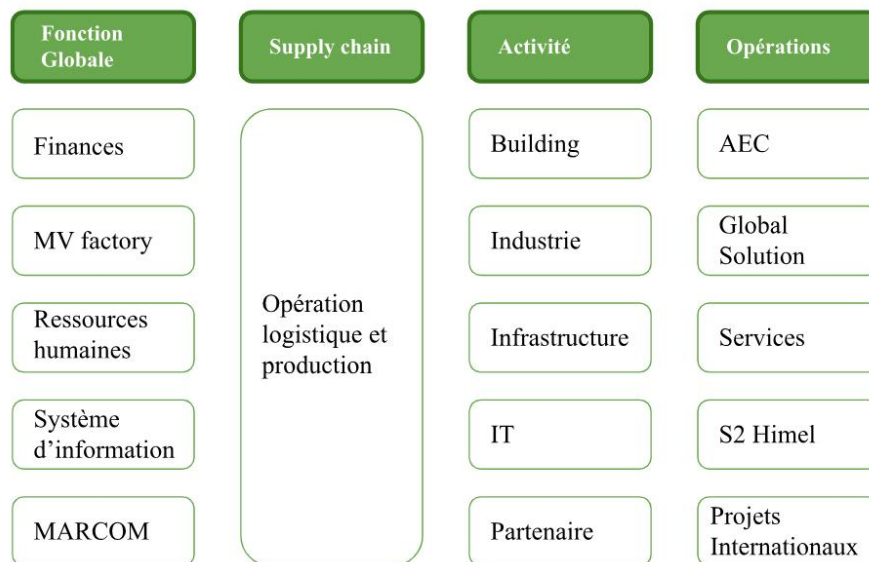 Fonction
Globale
Supply chain
Activité
Opérations
Finances
MV factory
Ressources
humaines
Système
d’information
MARCOM
Opération
logistique et
production
Building
Industrie
Infrastructure
IT
Partenaire
AEC
Global
Solution
Services
S2 Himel
Projets
Internationaux